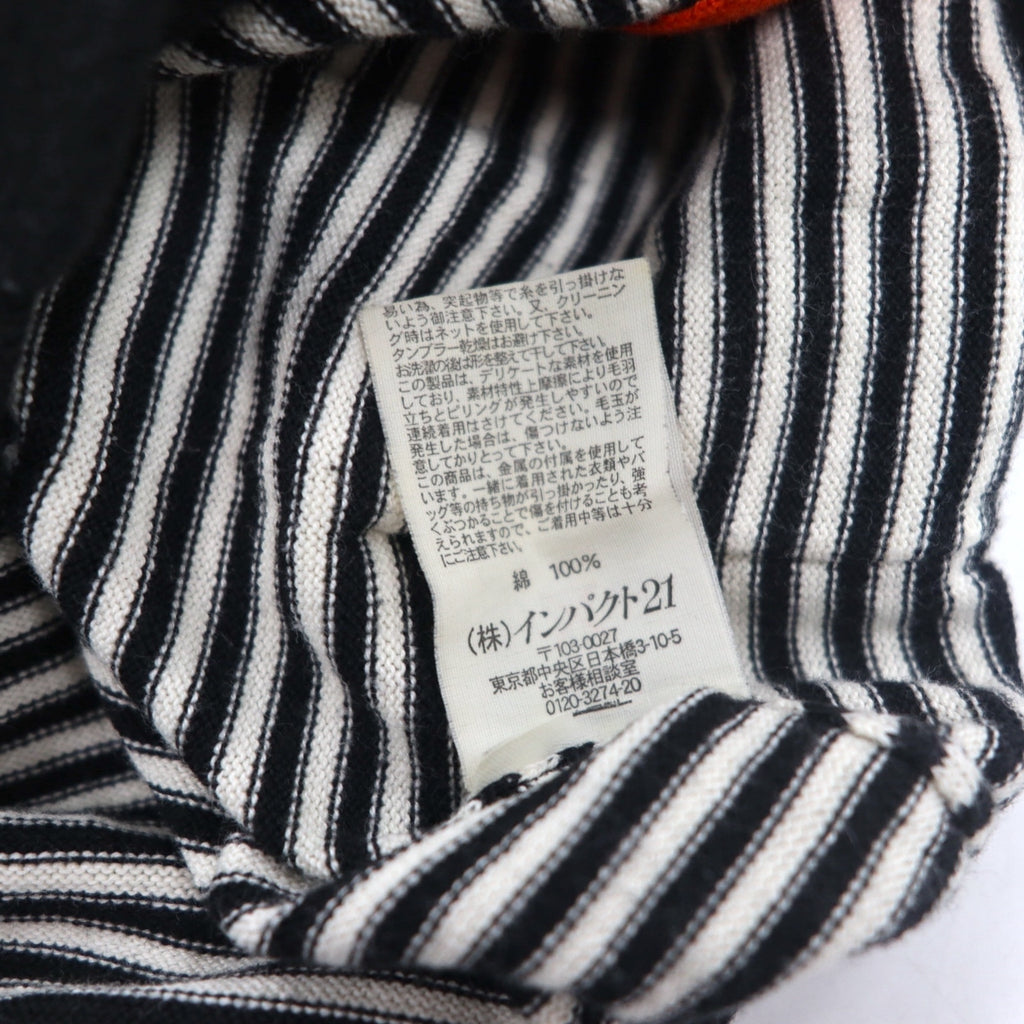 易い為、突起物等で糸を引っ掛けな
いよう御注意下さい。又、クリーニン
グ時はネットを使用して下さい。
タンブラー乾燥はお避け下さい。
お洗濯の後は形を整えて干して下さい。
この製品は、デリケートな素材を使用
しており、素材特性上摩擦により毛羽
立ちとピリングが発生しやすいので
連続着用はさけてください。毛玉が
発生した場合は、傷つけないよう注
意してかりとって下さい。
この商品は、金属の付属を使用して
います。一緒に着用された衣類やバ
ッグ等の持ち物が引っ掛かったり、強
くぶつかることで傷を付けることも考
えられますので、ご着用中等は十分
にご注意下さい。
綿 100%
(株)インパクト21
〒103-0027
東京都中央区日本橋3-10-5
お客様相談室
0120-3274-20